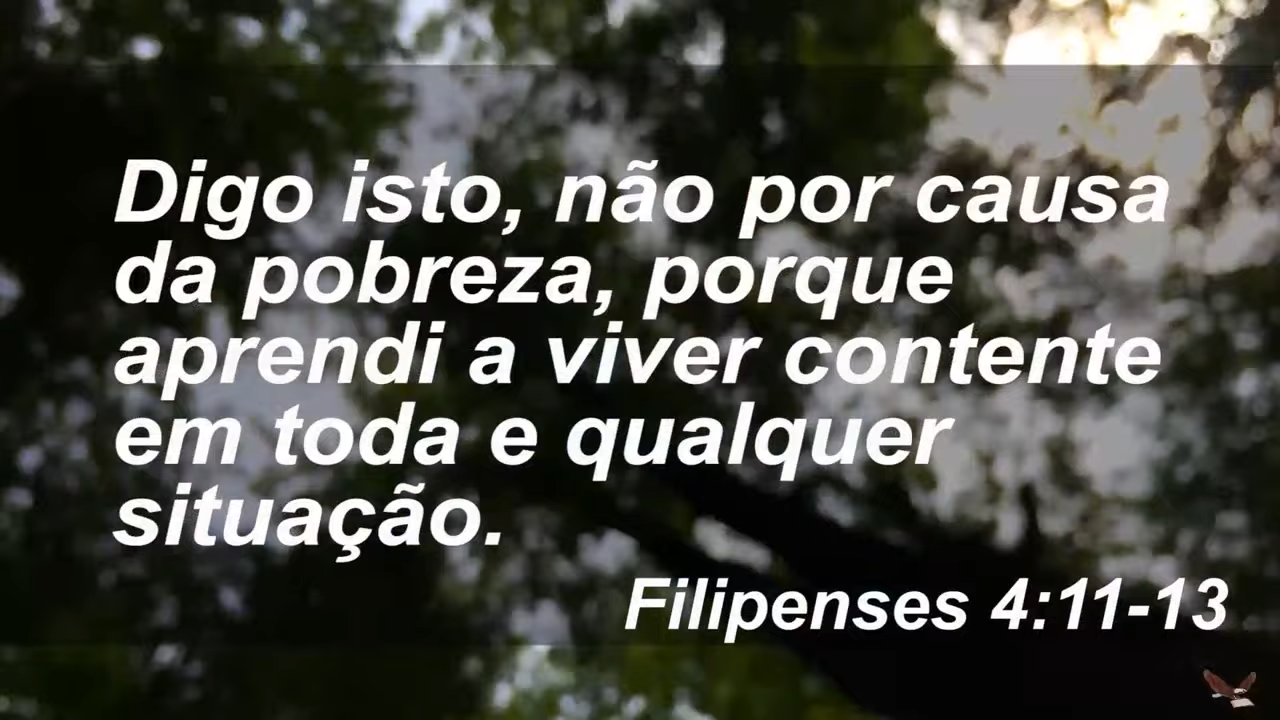 Digo isto, não por causa
da pobreza, porque
aprendi a viver contente
em toda e qualquer
situação.
Filipenses 4:11-13